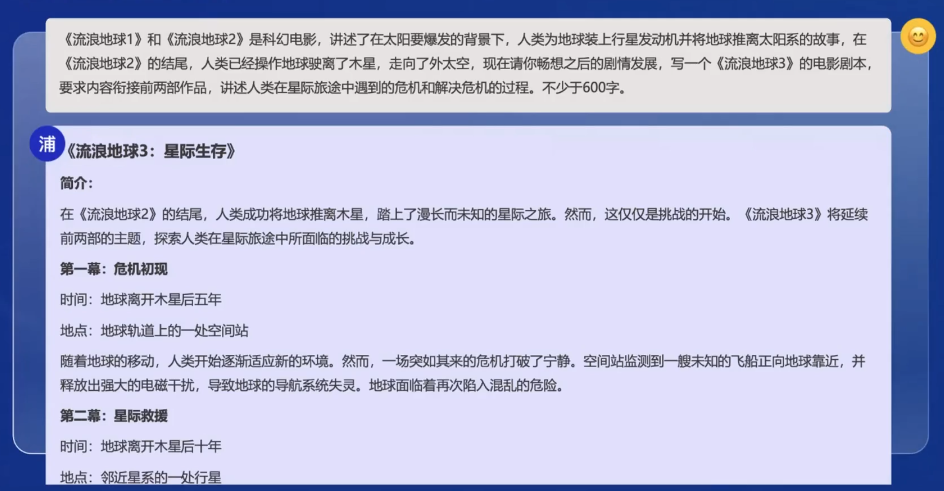 《流浪地球1》和《流浪地球2》是科幻电影，讲述了在太阳要爆发的背景下，人类为地球装上行星发动机并将地球推离太阳系的故事，在
《流浪地球2》的结尾，人类已经操作地球驶离了木星，走向了外太空，现在请你畅想之后的剧情发展，写一个《流浪地球3》的电影剧本，
要求内容衔接前两部作品，讲述人类在星际旅途中遇到的危机和解决危机的过程。不少于600字。
浦
《流浪地球3：星际生存》
简介：
在《流浪地球2》的结尾，人类成功将地球推离木星，踏上了漫长而未知的星际之旅。然而，这仅仅是挑战的开始。《流浪地球3》将延续
前两部的主题，探索人类在星际旅途中所面临的挑战与成长。
第一幕：危机初现
时间：地球离开木星后五年
地点：地球轨道上的一处空间站
随着地球的移动，人类开始逐渐适应新的环境。然而，一场突如其来的危机打破了宁静。空间站监测到一艘未知的飞船正向地球靠近，并
释放出强大的电磁干扰，导致地球的导航系统失灵。地球面临着再次陷入混乱的危险。
第二幕：星际救援
时间：地球离开木星后十年
地点：邻近星系的一处行星